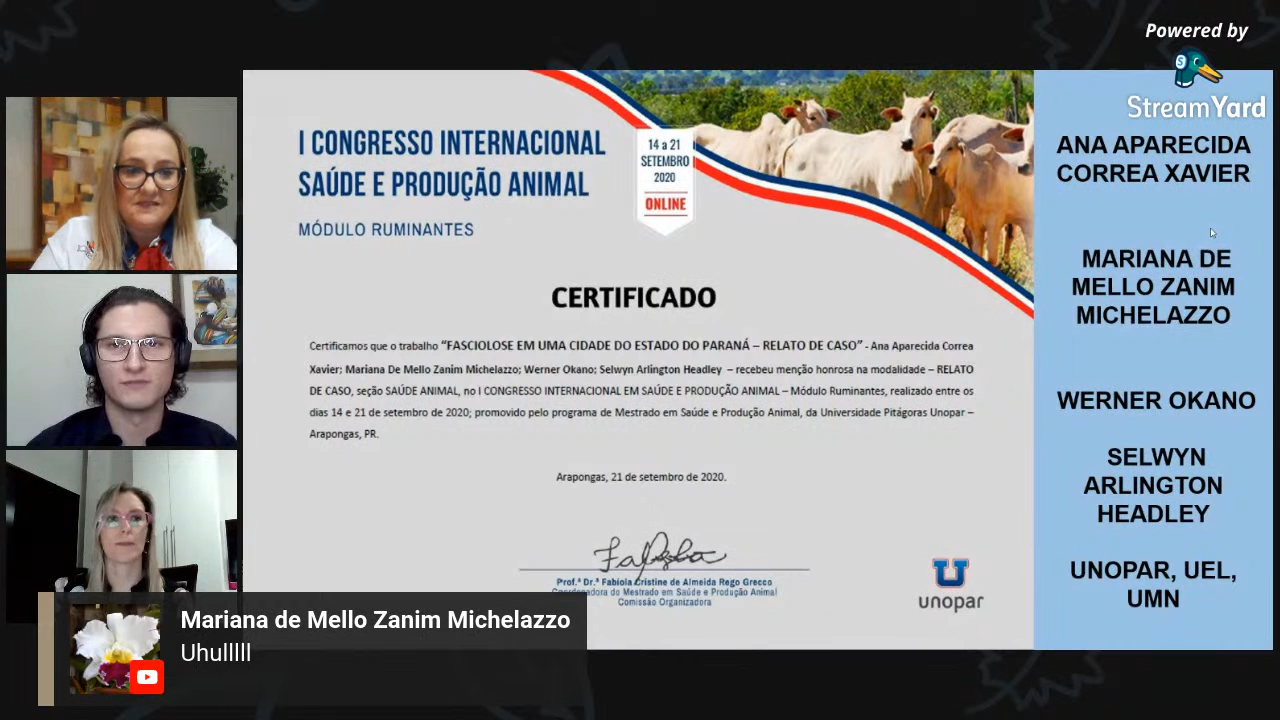 Powered by
StreamYard
I CONGRESSO INTERNACIONAL
SAÚDE E PRODUÇÃO ANIMAL
MÓDULO RUMINANTES
14 a 21
SETEMBRO
2020
ONLINE
CERTIFICADO
Certificamos que o trabalho “FASCIOLOSE EM UMA CIDADE DO ESTADO DO PARANÁ – RELATO DE CASO” - Ana Aparecida Correa
Xavier; Mariana De Mello Zanim Michelazzo; Werner Okano; Selwyn Arlington Headley – recebeu menção honrosa na modalidade – RELATO
DE CASO, seção SAÚDE ANIMAL, no I CONGRESSO INTERNACIONAL EM SAÚDE E PRODUÇÃO ANIMAL – Módulo Ruminantes, realizado entre os
dias 14 e 21 de setembro de 2020; promovido pelo programa de Mestrado em Saúde e Produção Animal, da Universidade Pitágoras Unopar –
Arapongas, PR.
Arapongas, 21 de setembro de 2020.
Prof.ª Dr.ª Fabíola Cristine de Almeida Rego Grecco
Coordenadora do Mestrado em Saúde e Produção Animal
Comissão Organizadora
unopar
ANA APARECIDA
CORREA XAVIER
MARIANA DE
MELLO ZANIM
MICHELAZZO
WERNER OKANO
SELWYN
ARLINGTON
HEADLEY
UNOPAR, UEL,
UMN
Mariana de Mello Zanim Michelazzo
Uhulllll